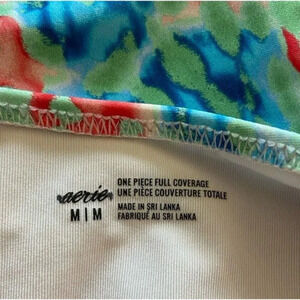 aerie
M | M
ONE PIECE FULL COVERAGE
UNE PIÈCE COUVERTURE TOTALE
MADE IN SRI LANKA
FABRIQUÉ AU SRI LANKA